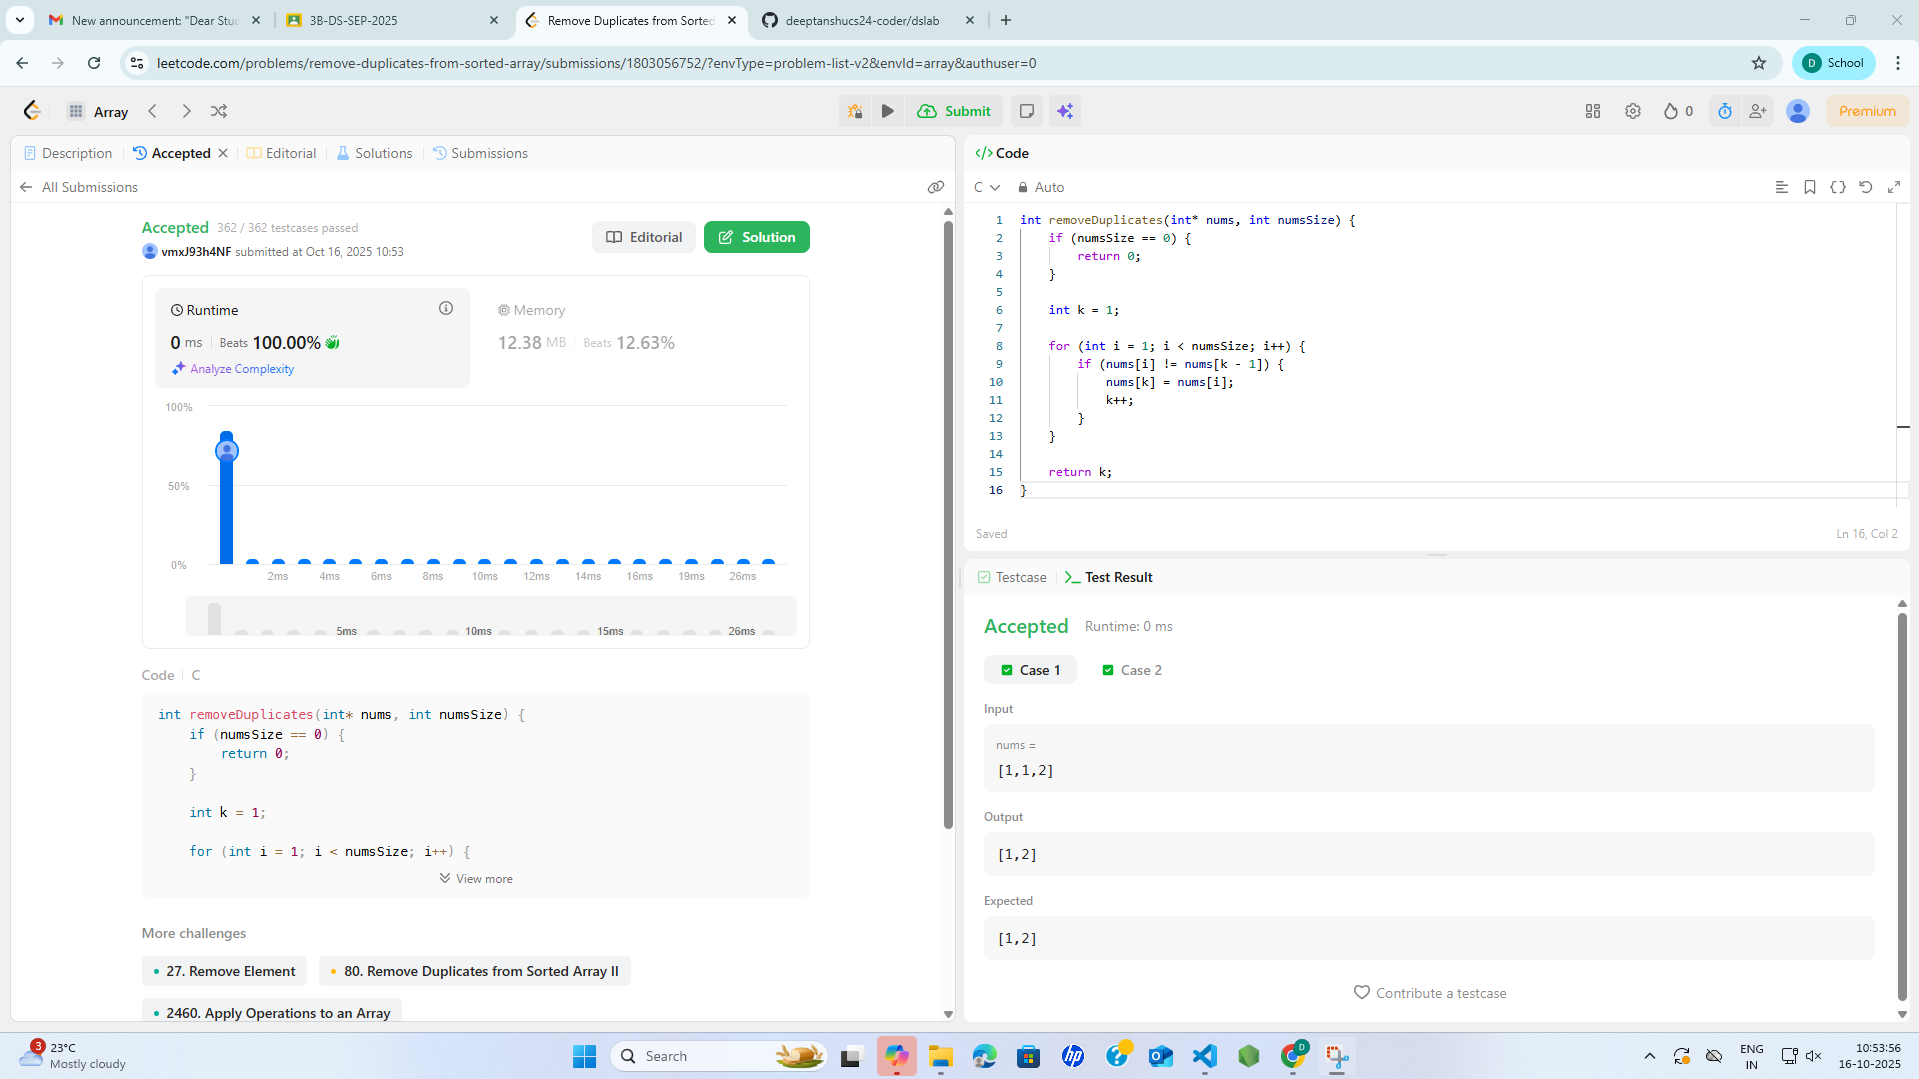 New announcement: "Dear Stu
3B-DS-SEP-2025
Remove Duplicates from Sorted
deeptanshucs24-coder/dslab
leetcode.com/problems/remove-duplicates-from-sorted-array/submissions/1803056752/?envType=problem-list-v2&envId=array&authuser=0
D School
Array
Submit
0
Premium
Description
Accepted
Editorial
Solutions
Submissions
All Submissions
Accepted 362 / 362 testcases passed
vmxJ93h4NF submitted at Oct 16, 2025 10:53
Editorial
Solution
Runtime
0 ms Beats 100.00%
Analyze Complexity
Memory
12.38 MB Beats 12.63%
100%
50%
0%
2ms 4ms 6ms 8ms 10ms 12ms 14ms 16ms 19ms 26ms
5ms 10ms 15ms 26ms
Code C
int removeDuplicates(int* nums, int numsSize) {
if (numsSize == 0) {
return 0;
}
int k = 1;
for (int i = 1; i < numsSize; i++) {
View more
More challenges
27. Remove Element
80. Remove Duplicates from Sorted Array II
2460. Apply Operations to an Array
</> Code
C
Auto
1 int removeDuplicates(int* nums, int numsSize) {
2 if (numsSize == 0) {
3 return 0;
4 }
5
6 int k = 1;
7
8 for (int i = 1; i < numsSize; i++) {
9 if (nums[i] != nums[k - 1]) {
10 nums[k] = nums[i];
11 k++;
12 }
13 }
14
15 return k;
16 }
Saved
Ln 16, Col 2
Testcase
Test Result
Accepted Runtime: 0 ms
Case 1
Case 2
Input
nums =
[1,1,2]
Output
[1,2]
Expected
[1,2]
Contribute a testcase
3
23°C
Mostly cloudy
Search
hp
D
ENG
IN
10:53:56
16-10-2025